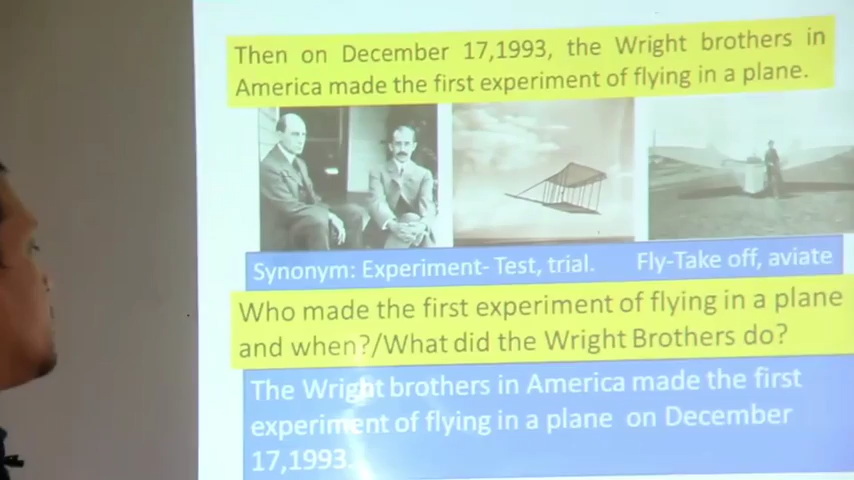 Then on December 17,1993, the Wright brothers in
America made the first experiment of flying in a plane.
Synonym: Experiment- Test, trial. Fly-Take off, aviate
Who made the first experiment of flying in a plane
and when?/What did the Wright Brothers do?
The Wright brothers in America made the first
experiment of flying in a plane on December
17,1993.